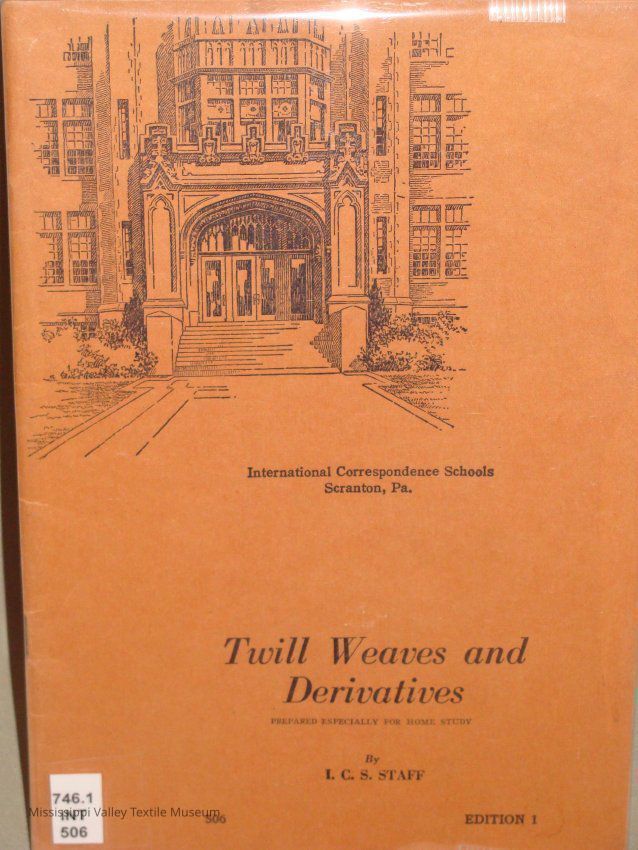 International Correspondence Schools
Scranton, Pa.
Twill Weaves and
Derivatives
PREPARED ESPECIALLY FOR HOME STUDY
By
I. C. S. STAFF
746.1
INT
506
Mississippi Valley Textile Museum
506
EDITION 1